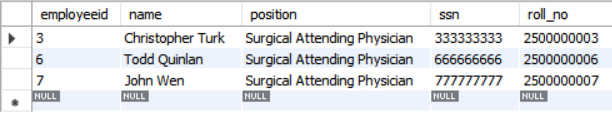 employeeid name position ssn roll_no
3 Christopher Turk Surgical Attending Physician 333333333 2500000003
6 Todd Quinlan Surgical Attending Physician 666666666 2500000006
7 John Wen Surgical Attending Physician 777777777 2500000007
NULL NULL NULL NULL NULL